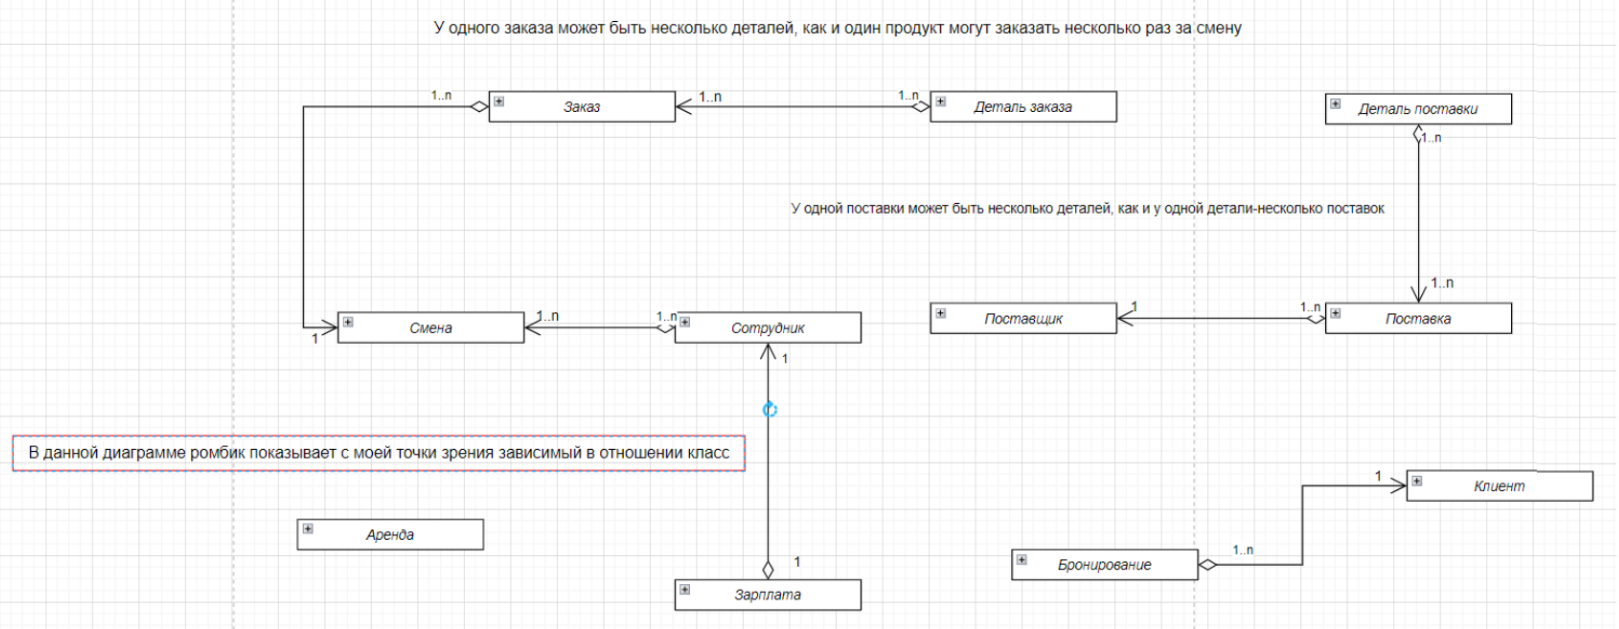 У одного заказа может быть несколько деталей, как и один продукт могут заказать несколько раз за смену
1..n
Заказ
1..n
1..n
Деталь заказа
Деталь поставки
1..n
У одной поставки может быть несколько деталей, как и у одной детали-несколько поставок
1..n
1
Смена
1..n
1..n
Сотрудник
Поставщик
1
1..n
Поставка
1
В данной диаграмме ромбик показывает с моей точки зрения зависимый в отношении класс
1
Клиент
Аренда
1
Зарплата
Бронирование
1..n